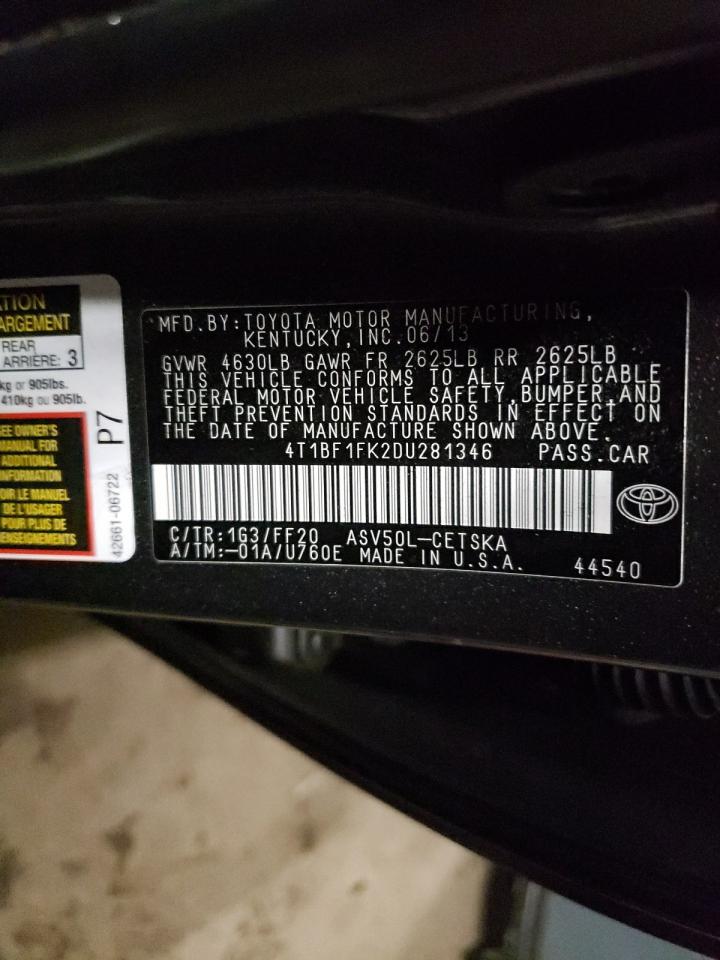 TION
ARGEMENT
REAR
ARRIÈRE: 3
kg or 905lbs.
410kg ou 905lb.
SEE OWNER'S
MANUAL FOR
ADDITIONAL
INFORMATION
OIR LE MANUEL
DE L'USAGER
POUR PLUS DE
ENSEIGNEMENTS
P7
42661-06722
MFD.BY:TOYOTA MOTOR MANUFACTURING,
KENTUCKY,INC.06/13
GVWR 4630LB GAWR FR 2625LB RR 2625LB
THIS VEHICLE CONFORMS TO ALL APPLICABLE
FEDERAL MOTOR VEHICLE SAFETY,BUMPER,AND
THEFT PREVENTION STANDARDS IN EFFECT ON
THE DATE OF MANUFACTURE SHOWN ABOVE.
4T1BF1FK2DU281346 PASS.CAR
C/TR:1G3/FF20 ASV50L-CETSKA
A/TM:-01A/U760E MADE IN U.S.A. 44540